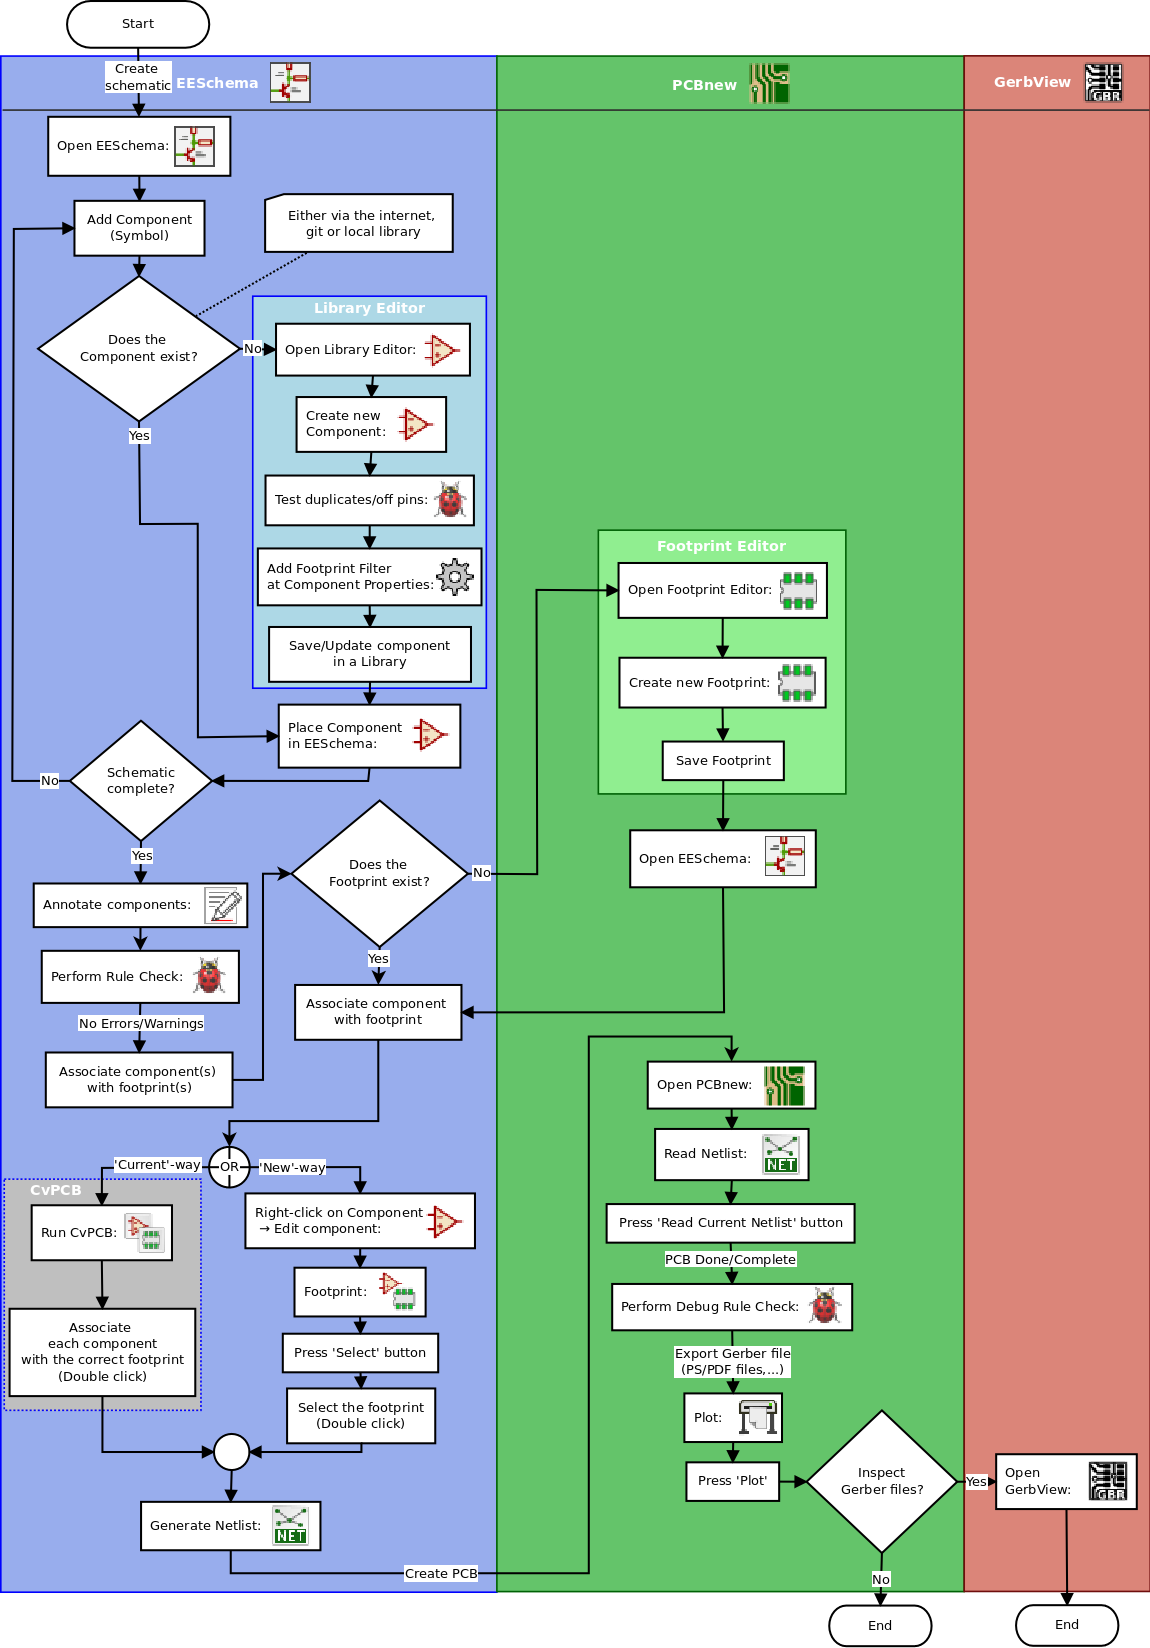 Start
Create
schematic
EESchema
PCBnew
GerbView
GBR
Open EESchema:
Add Component
(Symbol)
Either via the internet,
git or local library
Does the
Component exist?
No
Yes
Library Editor
Open Library Editor:
Create new
Component:
Test duplicates/off pins:
Add Footprint Filter
at Component Properties:
Save/Update component
in a Library
Place Component
in EESchema:
Schematic
complete?
No
Yes
Annotate components:
Perform Rule Check:
No Errors/Warnings
Associate component(s)
with footprint(s)
Does the
Footprint exist?
No
Yes
Footprint Editor
Open Footprint Editor:
Create new Footprint:
Save Footprint
Open EESchema:
Associate component
with footprint
OR
'Current'-way
'New'-way
CvPCB
Run CvPCB:
Associate
each component
with the correct footprint
(Double click)
Right-click on Component
→ Edit component:
Footprint:
Press 'Select' button
Select the footprint
(Double click)
Generate Netlist:
NET
Create PCB
Open PCBnew:
Read Netlist:
NET
Press 'Read Current Netlist' button
PCB Done/Complete
Perform Debug Rule Check:
Export Gerber file
(PS/PDF files,...)
Plot:
Press 'Plot'
Inspect
Gerber files?
Yes
No
Open
GerbView:
GBR
End
End